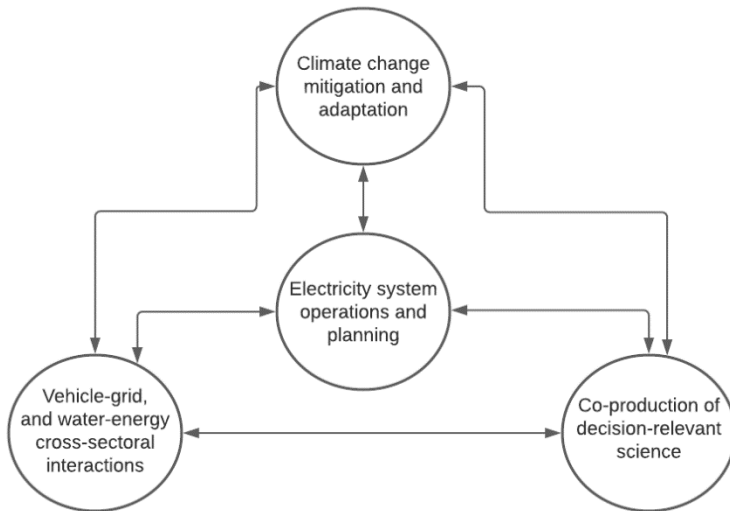 Climate change
mitigation and
adaptation
Electricity system
operations and
planning
Vehicle-grid,
and water-energy
cross-sectoral
interactions
Co-production of
decision-relevant
science